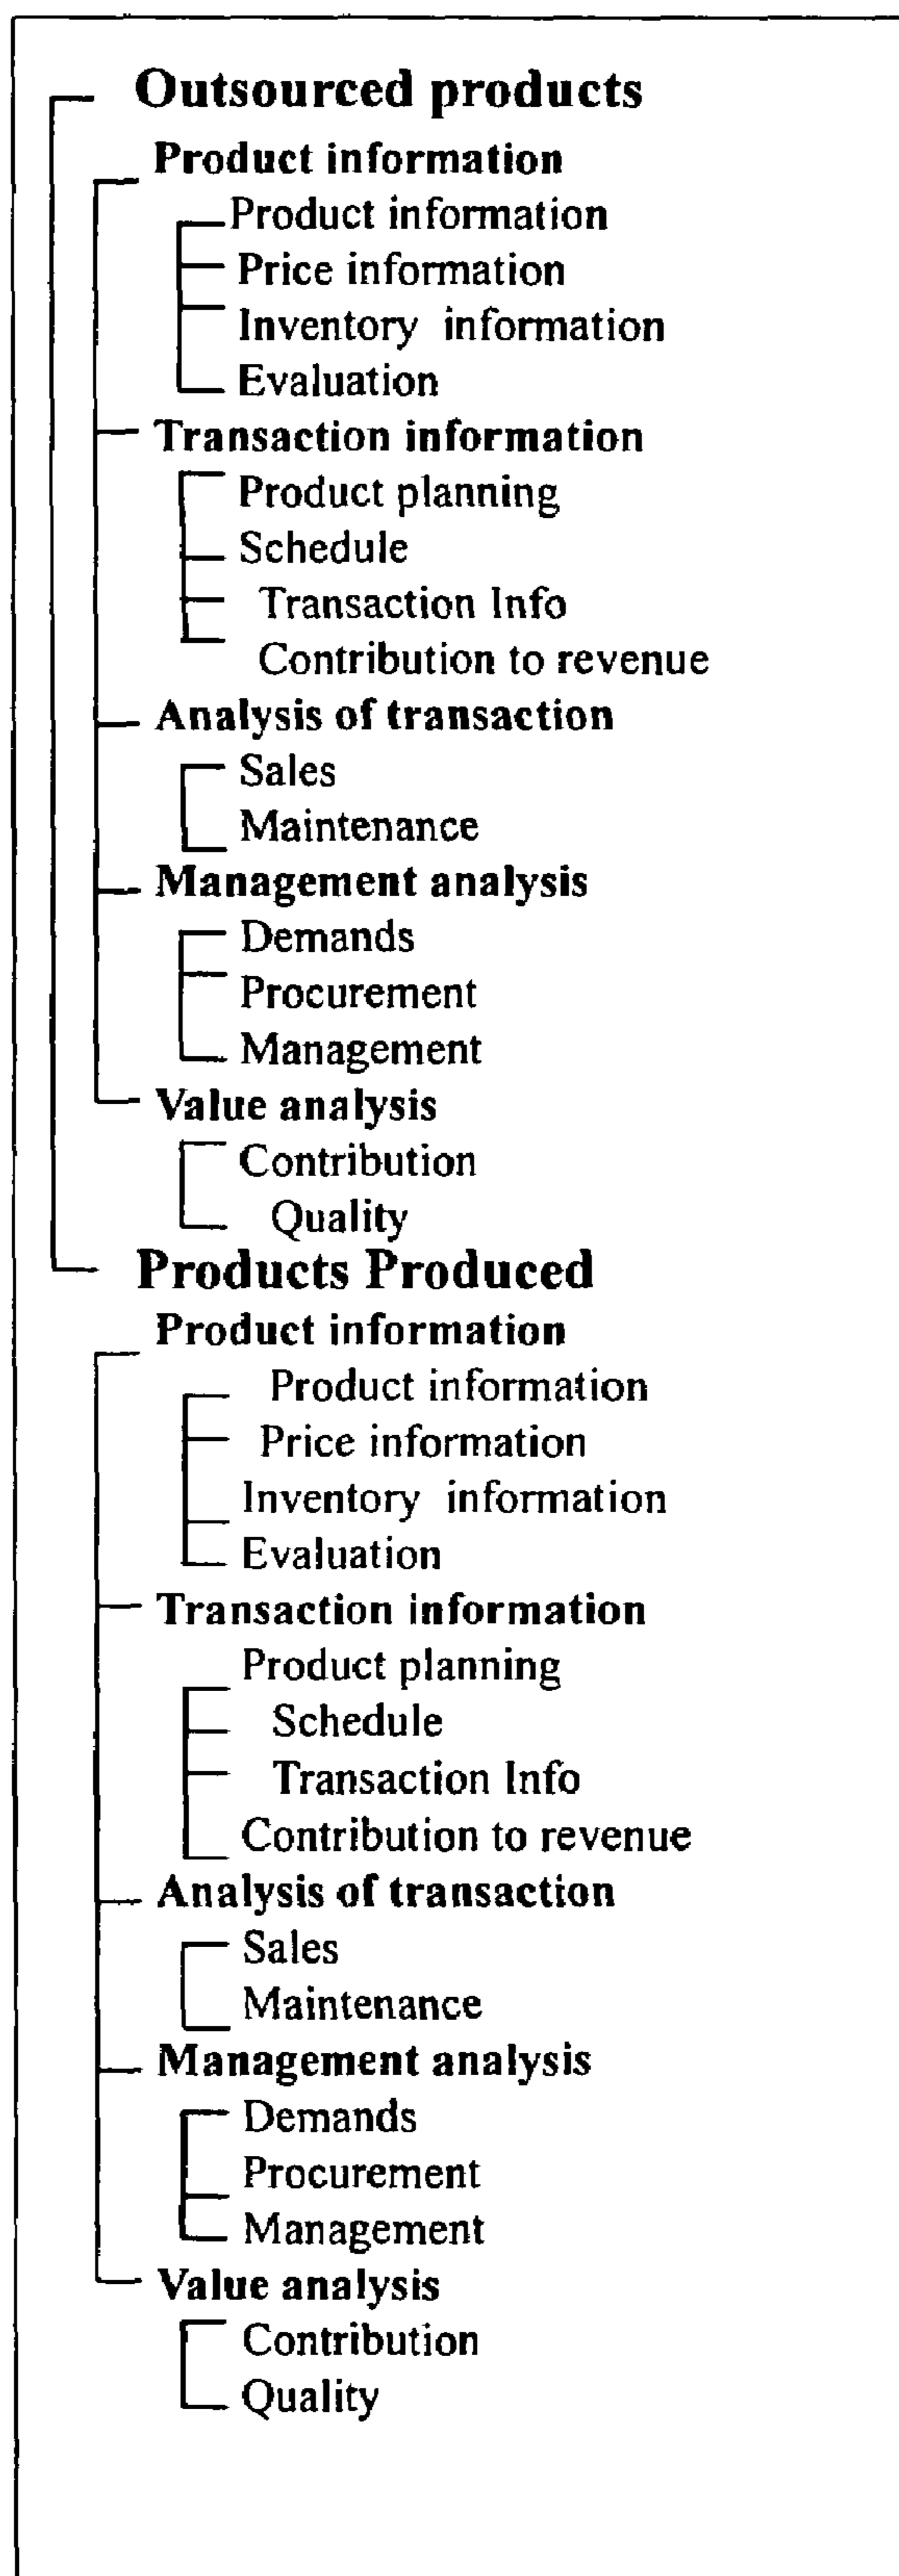 Outsourced products
Product information
Product information
Price information
Inventory information
Evaluation
Transaction information
Product planning
Schedule
Transaction Info
Contribution to revenue
Analysis of transaction
Sales
Maintenance
Management analysis
Demands
Procurement
Management
Value analysis
Contribution
Quality
Products Produced
Product information
Product information
Price information
Inventory information
Evaluation
Transaction information
Product planning
Schedule
Transaction Info
Contribution to revenue
Analysis of transaction
Sales
Maintenance
Management analysis
Demands
Procurement
Management
Value analysis
Contribution
Quality